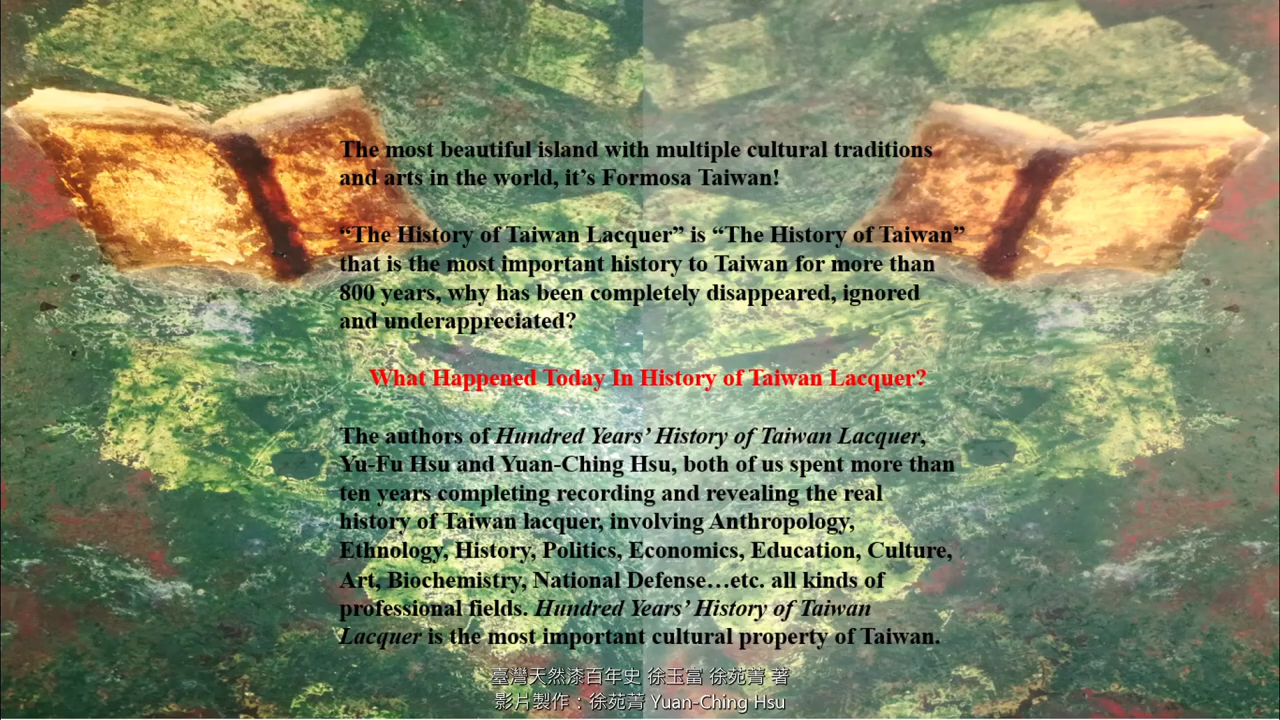 The most beautiful island with multiple cultural traditions
and arts in the world, it’s Formosa Taiwan!
“The History of Taiwan Lacquer” is “The History of Taiwan”
that is the most important history to Taiwan for more than
800 years, why has been completely disappeared, ignored
and underappreciated?
What Happened Today In History of Taiwan Lacquer?
The authors of Hundred Years’ History of Taiwan Lacquer,
Yu-Fu Hsu and Yuan-Ching Hsu, both of us spent more than
ten years completing recording and revealing the real
history of Taiwan lacquer, involving Anthropology,
Ethnology, History, Politics, Economics, Education, Culture,
Art, Biochemistry, National Defense…etc. all kinds of
professional fields. Hundred Years’ History of Taiwan
Lacquer is the most important cultural property of Taiwan.
臺灣天然漆百年史 徐玉富 徐苑菁 著
影片製作：徐苑菁 Yuan-Ching Hsu